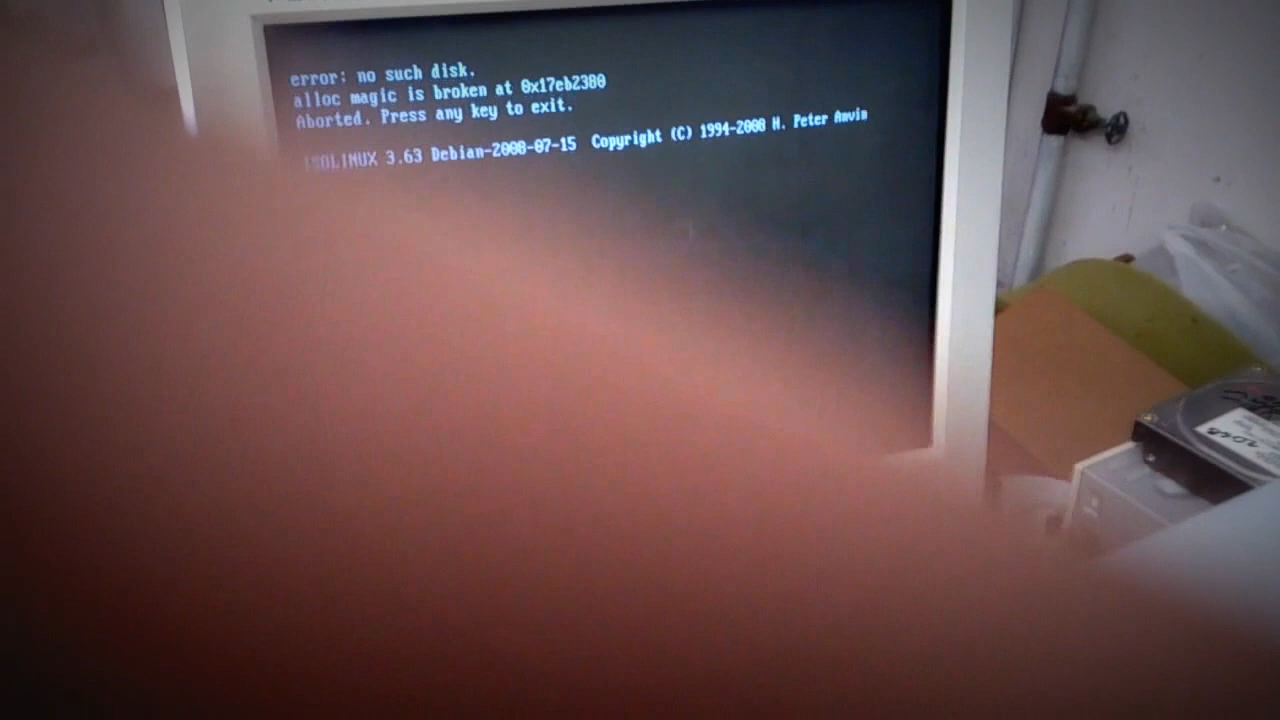 error: no such disk.
alloc magic is broken at 0x17eb2380
Aborted. Press any key to exit.
ISOLINUX 3.63 Debian-2008-07-15 Copyright (C) 1994-2008 H. Peter Anvin